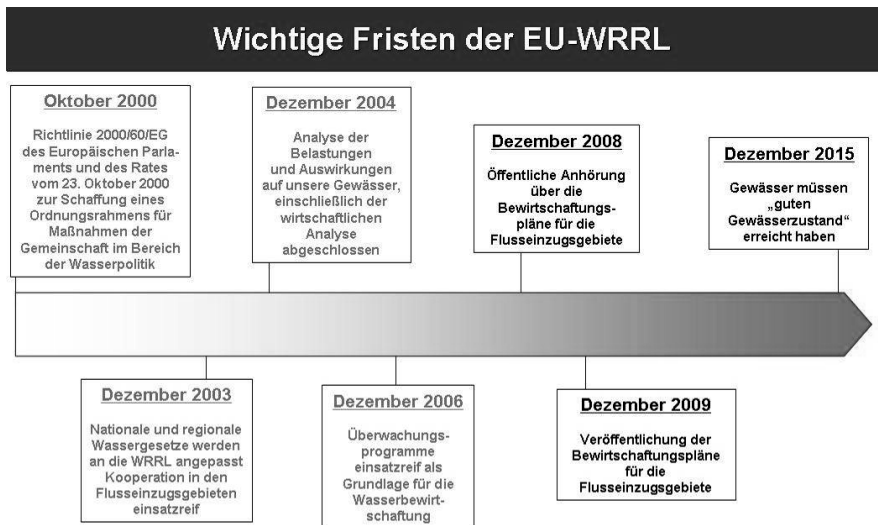 Wichtige Fristen der EU-WRRL
Oktober 2000
Richtlinie 2000/60/EG
des Europäischen Parla-
ments und des Rates
vom 23. Oktober 2000
zur Schaffung eines
Ordnungsrahmens für
Maßnahmen der
Gemeinschaft im Bereich
der Wasserpolitik
Dezember 2004
Analyse der
Belastungen
und Auswirkungen
auf unsere Gewässer,
einschließlich der
wirtschaftlichen
Analyse
abgeschlossen
Dezember 2008
Öffentliche Anhörung
über die
Bewirtschaftungs-
pläne für die
Flusseinzugsgebiete
Dezember 2015
Gewässer müssen
„guten
Gewässerzustand“
erreicht haben
Dezember 2003
Nationale und regionale
Wassergesetze werden
an die WRRL angepasst
Kooperation in den
Flusseinzugsgebieten
einsatzreif
Dezember 2006
Überwachungs-
programme
einsatzreif als
Grundlage für die
Wasserbewirt-
schaftung
Dezember 2009
Veröffentlichung der
Bewirtschaftungspläne
für die
Flusseinzugsgebiete